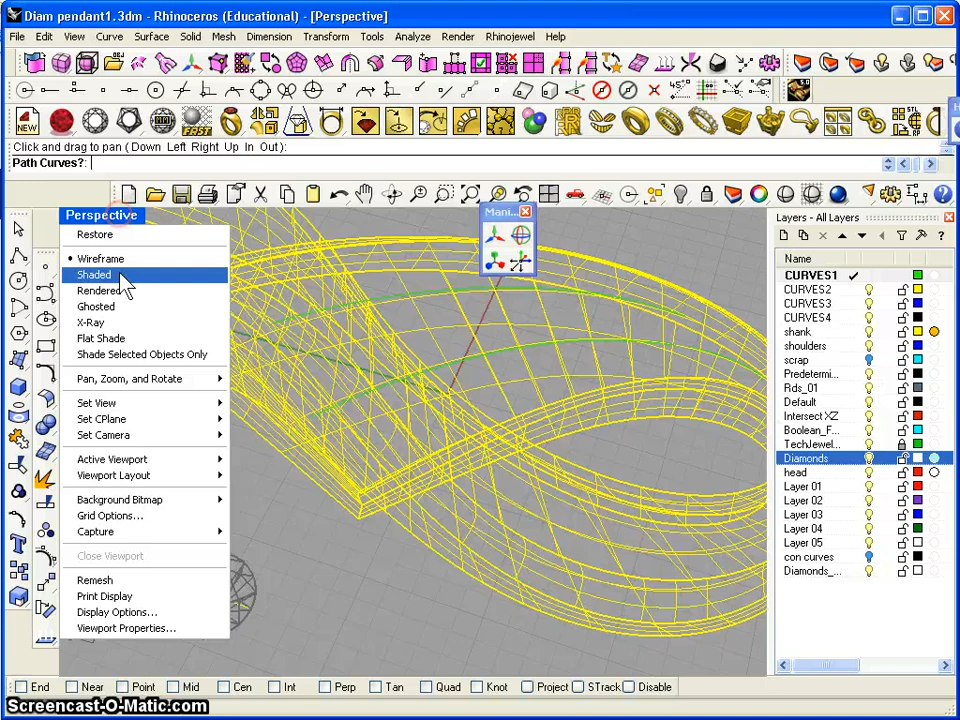 Diam pendant1.3dm - Rhinoceros (Educational) - [Perspective]
File Edit View Curve Surface Solid Mesh Dimension Transform Tools Analyze Render Rhinojewel Help
4 NEW
FAST
STL
RP
Click and drag to pan ( Down Left Right Up In Out):
Path Curves?:
Perspective
Restore
Wireframe
Shaded
Rendered
Ghosted
X-Ray
Flat Shade
Shade Selected Objects Only
Pan, Zoom, and Rotate
Set View
Set CPlane
Set Camera
Active Viewport
Viewport Layout
Background Bitmap
Grid Options...
Capture
Close Viewport
Remesh
Print Display
Display Options...
Viewport Properties...
Mani...
Layers - All Layers
Name
CURVES1
CURVES2
CURVES3
CURVES4
shank
shoulders
scrap
Predetermi...
Rds_01
Default
Intersect XZ
Boolean_F...
TechJewel...
Diamonds
head
Layer 01
Layer 02
Layer 03
Layer 04
Layer 05
con curves
Diamonds_...
End Near Point Mid Cen Int Perp Tan Quad Knot Project STrack Disable
Screencast-O-Matic.com